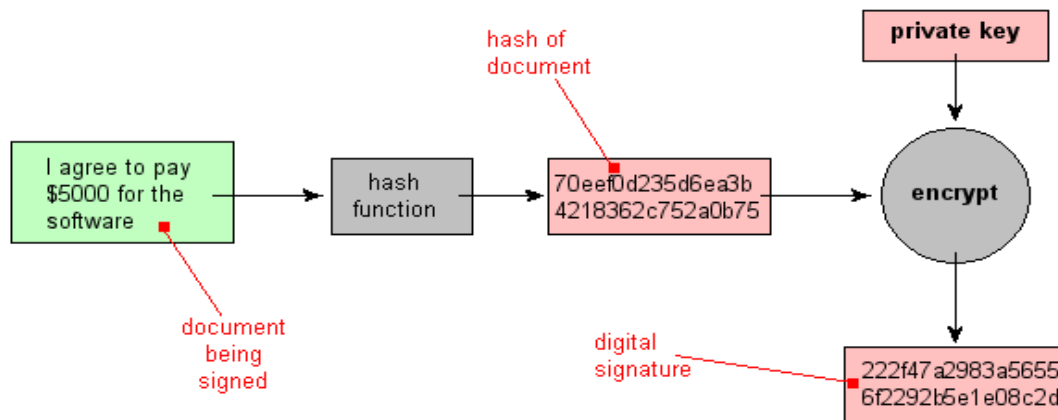 hash of
document
private key
I agree to pay
$5000 for the
software
hash
function
70eef0d235d6ea3b
4218362c752a0b75
encrypt
document
being
signed
digital
signature
222f47a2983a5655
6f2292b5e1e08c2d